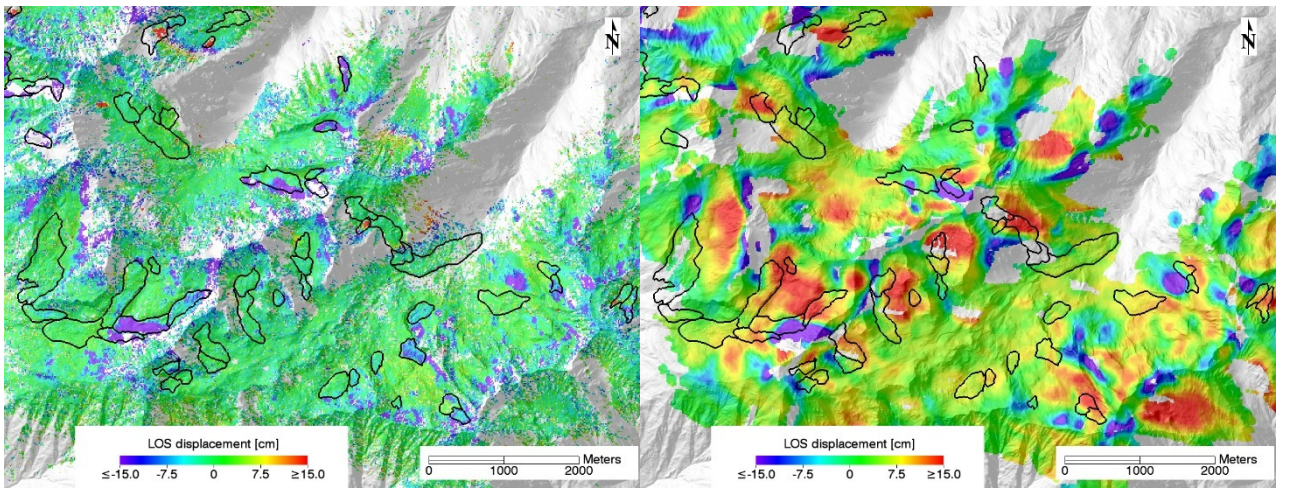 N
LOS displacement [cm]
≤-15.0 -7.5 0 7.5 ≥15.0
Meters
0 1000 2000
N
LOS displacement [cm]
≤-15.0 -7.5 0 7.5 ≥15.0
Meters
0 1000 2000